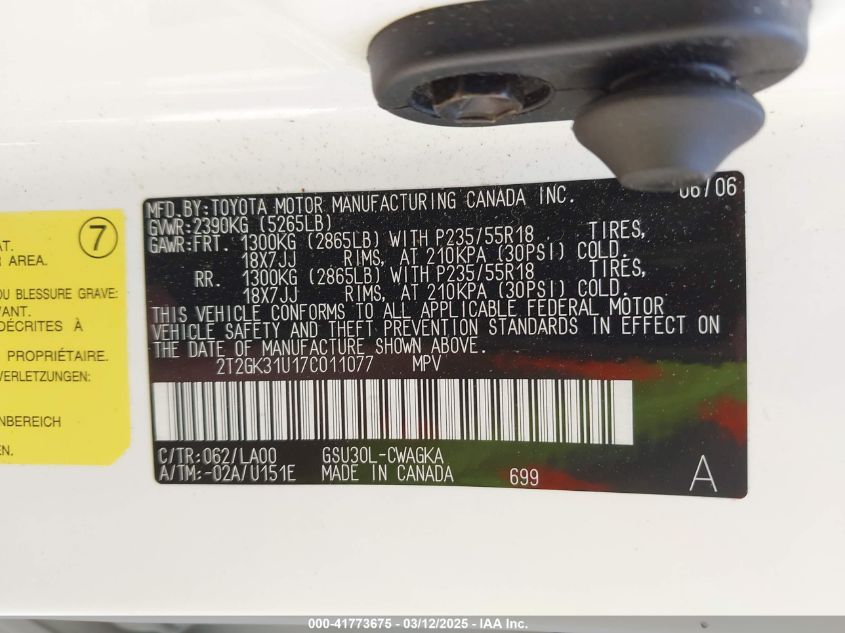 7
AT.
R AREA.
OU BLESSURE GRAVE:
VANT.
DÉCRITES À
PROPRIÉTAIRE.
VERLETZUNGEN:
NBEREICH
EN.
06/06
MFD.BY:TOYOTA MOTOR MANUFACTURING CANADA INC.
GVWR:2390KG (5265LB)
GAWR:FRT. 1300KG (2865LB) WITH P235/55R18 TIRES,
18X7JJ RIMS, AT 210KPA (30PSI) COLD.
RR. 1300KG (2865LB) WITH P235/55R18 TIRES,
18X7JJ RIMS, AT 210KPA (30PSI) COLD.
THIS VEHICLE CONFORMS TO ALL APPLICABLE FEDERAL MOTOR
VEHICLE SAFETY AND THEFT PREVENTION STANDARDS IN EFFECT ON
THE DATE OF MANUFACTURE SHOWN ABOVE.
2T2GK31U17C011077 MPV
C/TR:062/LA00 GSU30L-CWAGKA
A/TM:-02A/U151E MADE IN CANADA 699 A
000-41773675 - 03/12/2025 - IAA Inc.